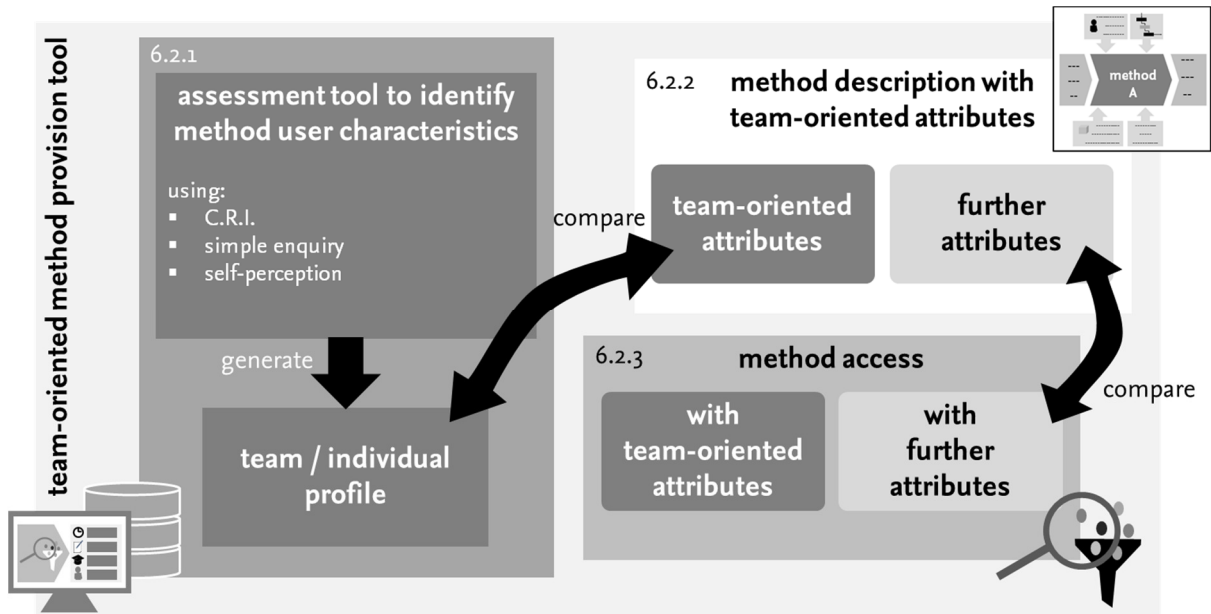 team-oriented method provision tool
6.2.1
assessment tool to identify
method user characteristics
using:
▪ C.R.I.
▪ simple enquiry
▪ self-perception
generate
team / individual
profile
compare
6.2.2
method description with
team-oriented attributes
team-oriented
attributes
further
attributes
method
A
6.2.3
method access
with
team-oriented
attributes
with
further
attributes
compare